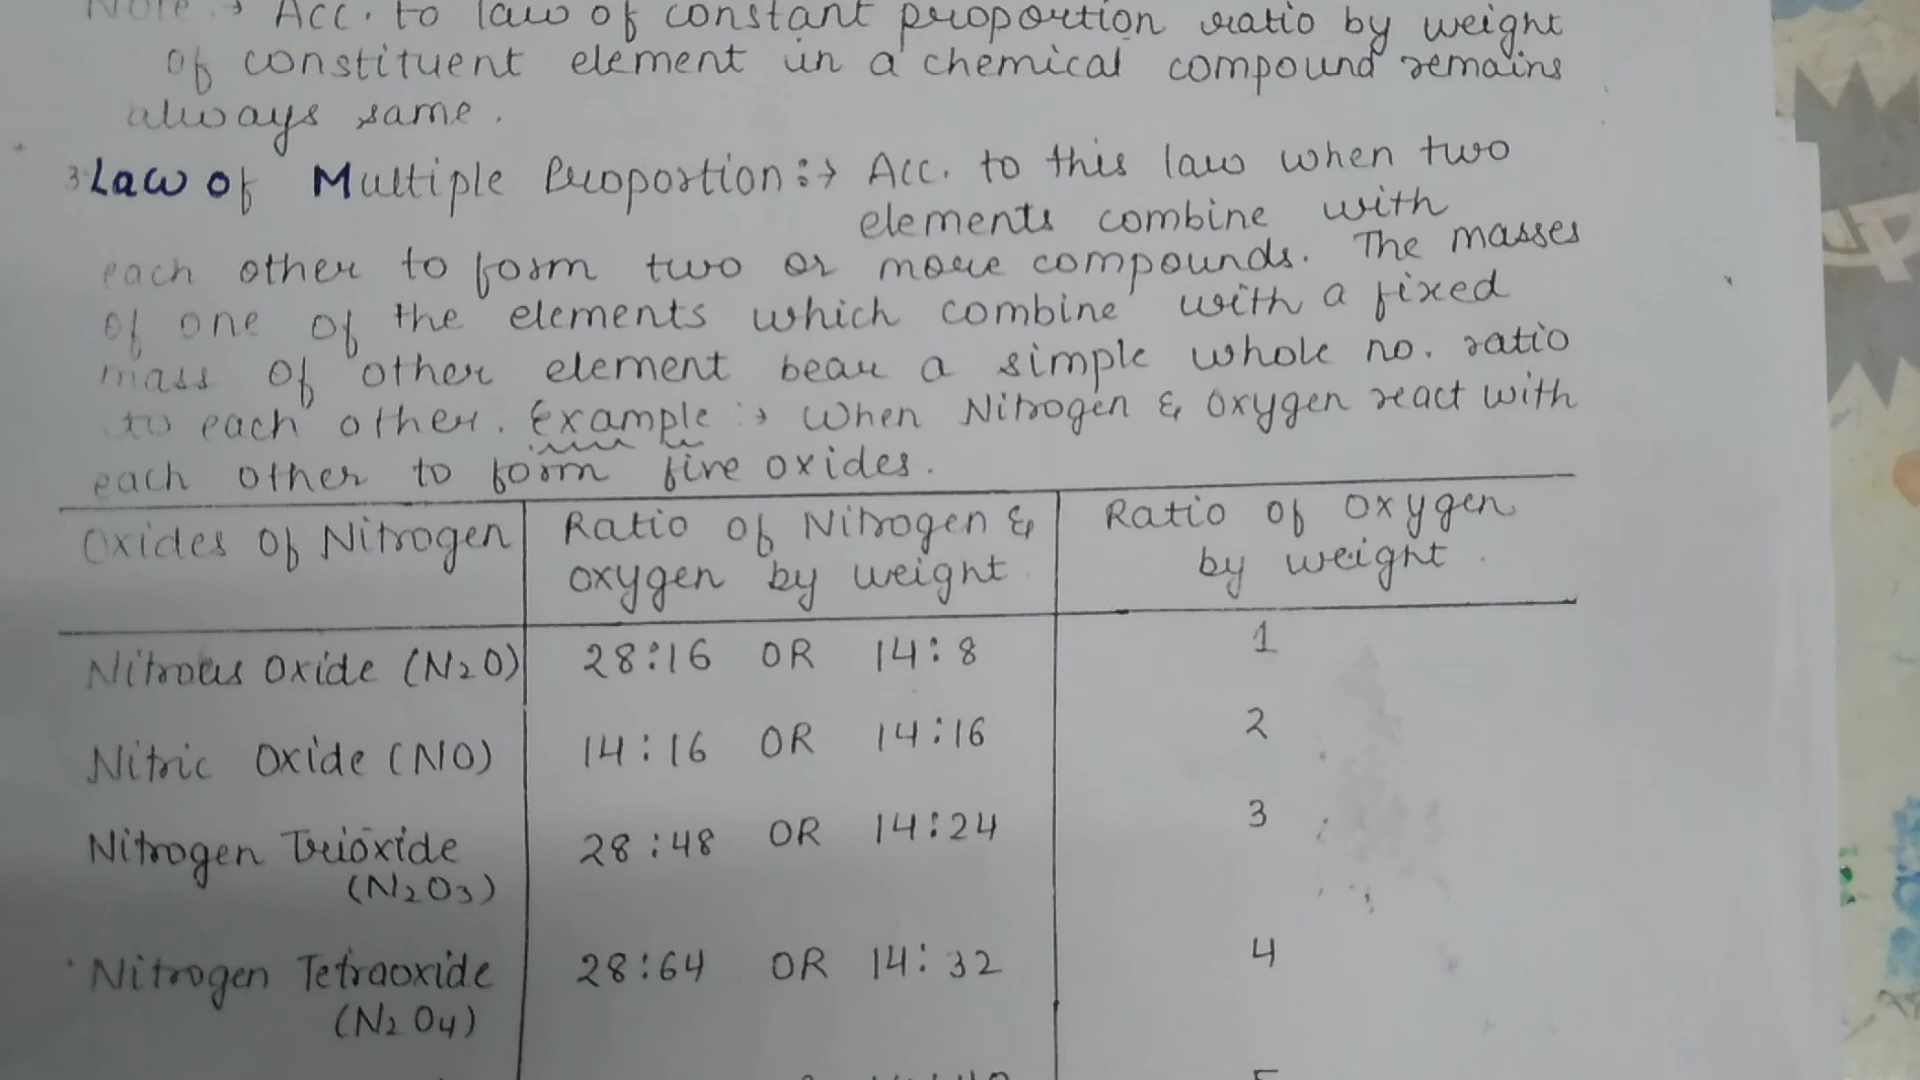 Note :→ Acc. to law of constant proportion ratio by weight
of constituent element in a chemical compound remains
always same.
3. Law of Multiple Proportion :→ Acc. to this law when two
elements combine with
each other to form two or more compounds. The masses
of one of the elements which combine with a fixed
mass of other element bear a simple whole no. ratio
to each other. Example :→ When Nitrogen & Oxygen react with
each other to form five oxides.
Oxides of Nitrogen Ratio of Nitrogen & Ratio of Oxygen
oxygen by weight by weight.
Nitrous Oxide (N2O) 28:16 OR 14:8 1
Nitric Oxide (NO) 14:16 OR 14:16 2
Nitrogen Trioxide 28:48 OR 14:24 3
(N2O3)
Nitrogen Tetraoxide 28:64 OR 14:32 4
(N2O4)